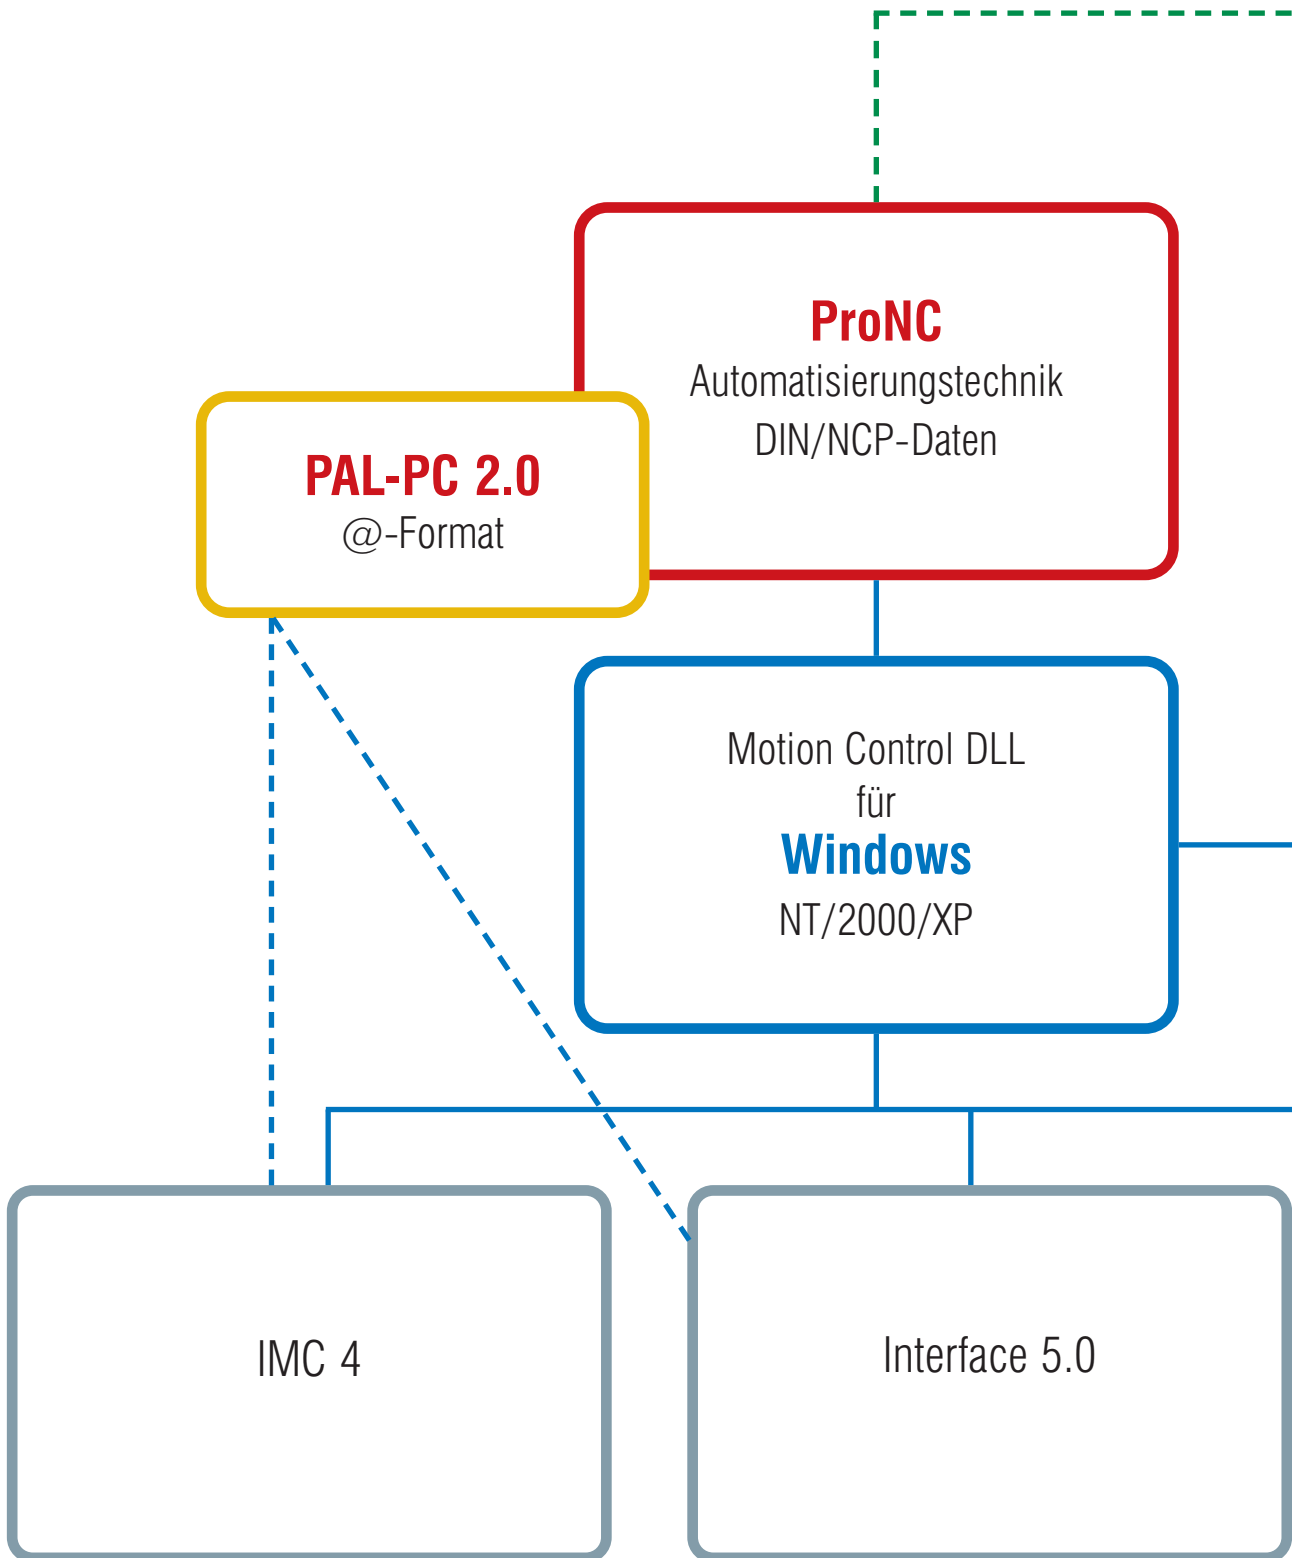 ProNC
Automatisierungstechnik
DIN/NCP-Daten
PAL-PC 2.0
@-Format
Motion Control DLL
für
Windows
NT/2000/XP
IMC 4
Interface 5.0